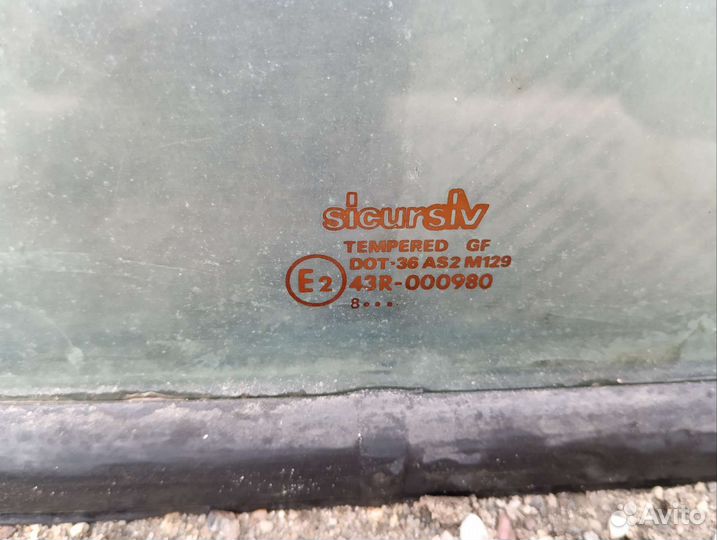 sicursiv
TEMPERED GF
DOT-36 AS2 M129
E2 43R-000980
8•••
Avito